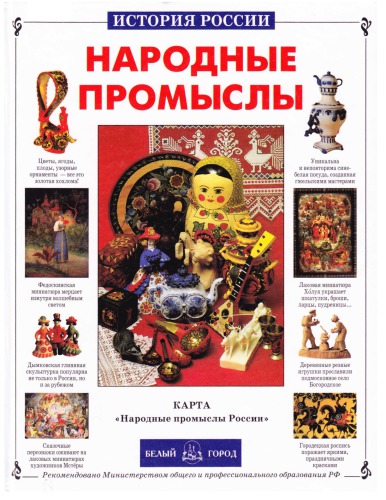 ИСТОРИЯ РОССИИ
НАРОДНЫЕ
ПРОМЫСЛЫ
Цветы, ягоды,
плоды, узорные
орнаменты — все это
золотая хохлома!
Федоскинская
миниатюра мерцает
изнутри волшебным
светом
Дымковская глиняная
скульптурка популярна
не только в России, но
и за рубежом
Сказочные
персонажи оживают на
лаковых миниатюрах
художников Мстёры
Уникальна
и неповторима сине-
белая посуда, созданная
гжельскими мастерами
Лаковая миниатюра
Холуя украшает
шкатулки, броши,
ларцы, пудреницы...
Деревянные резные
игрушки прославили
подмосковное село
Богородское
Городецкая роспись
поражает яркими,
праздничными
красками
КАРТА
«Народные промыслы России»
БЕЛЫЙ ГОРОД
Рекомендовано Министерством общего и профессионального образования РФ